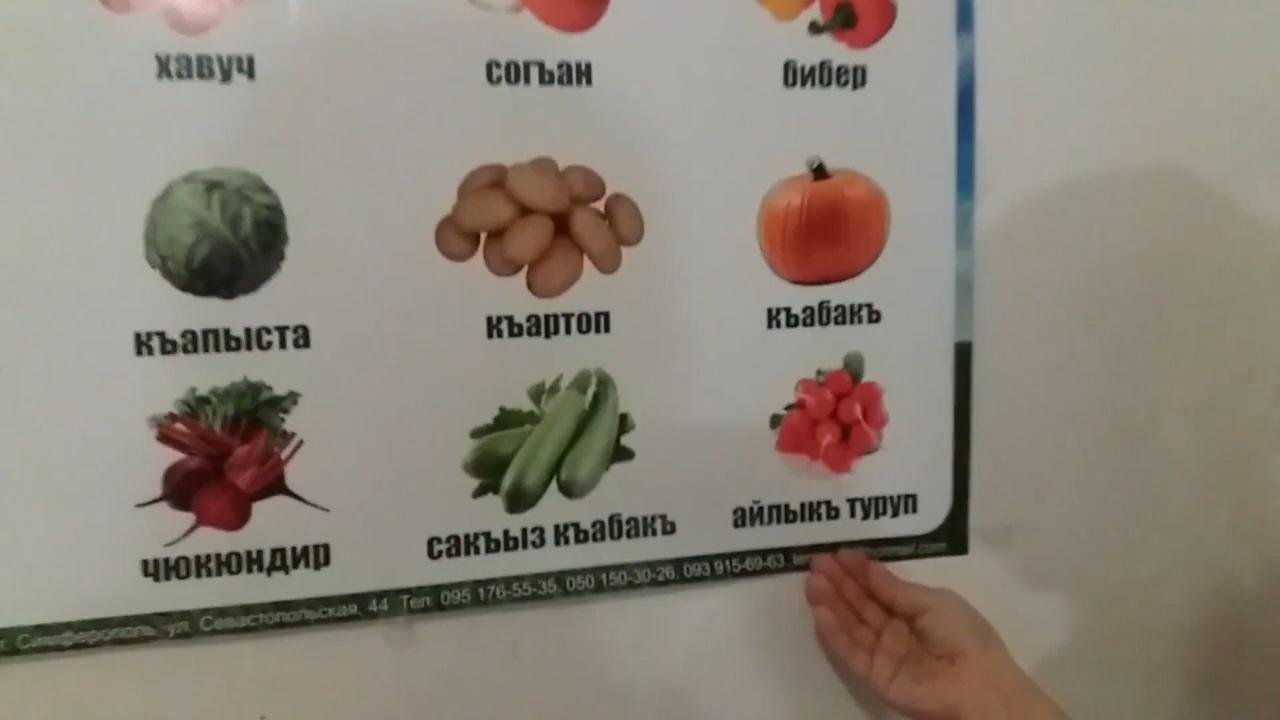 хавуч
согъан
бибер
къапыста
къартоп
къабакъ
чюкюндир
сакъыз къабакъ
айлыкъ туруп
г. Симферополь, ул. Севастопольская, 44 Тел. 095 176-55-35, 050 150-30-26, 093 915-69-63.